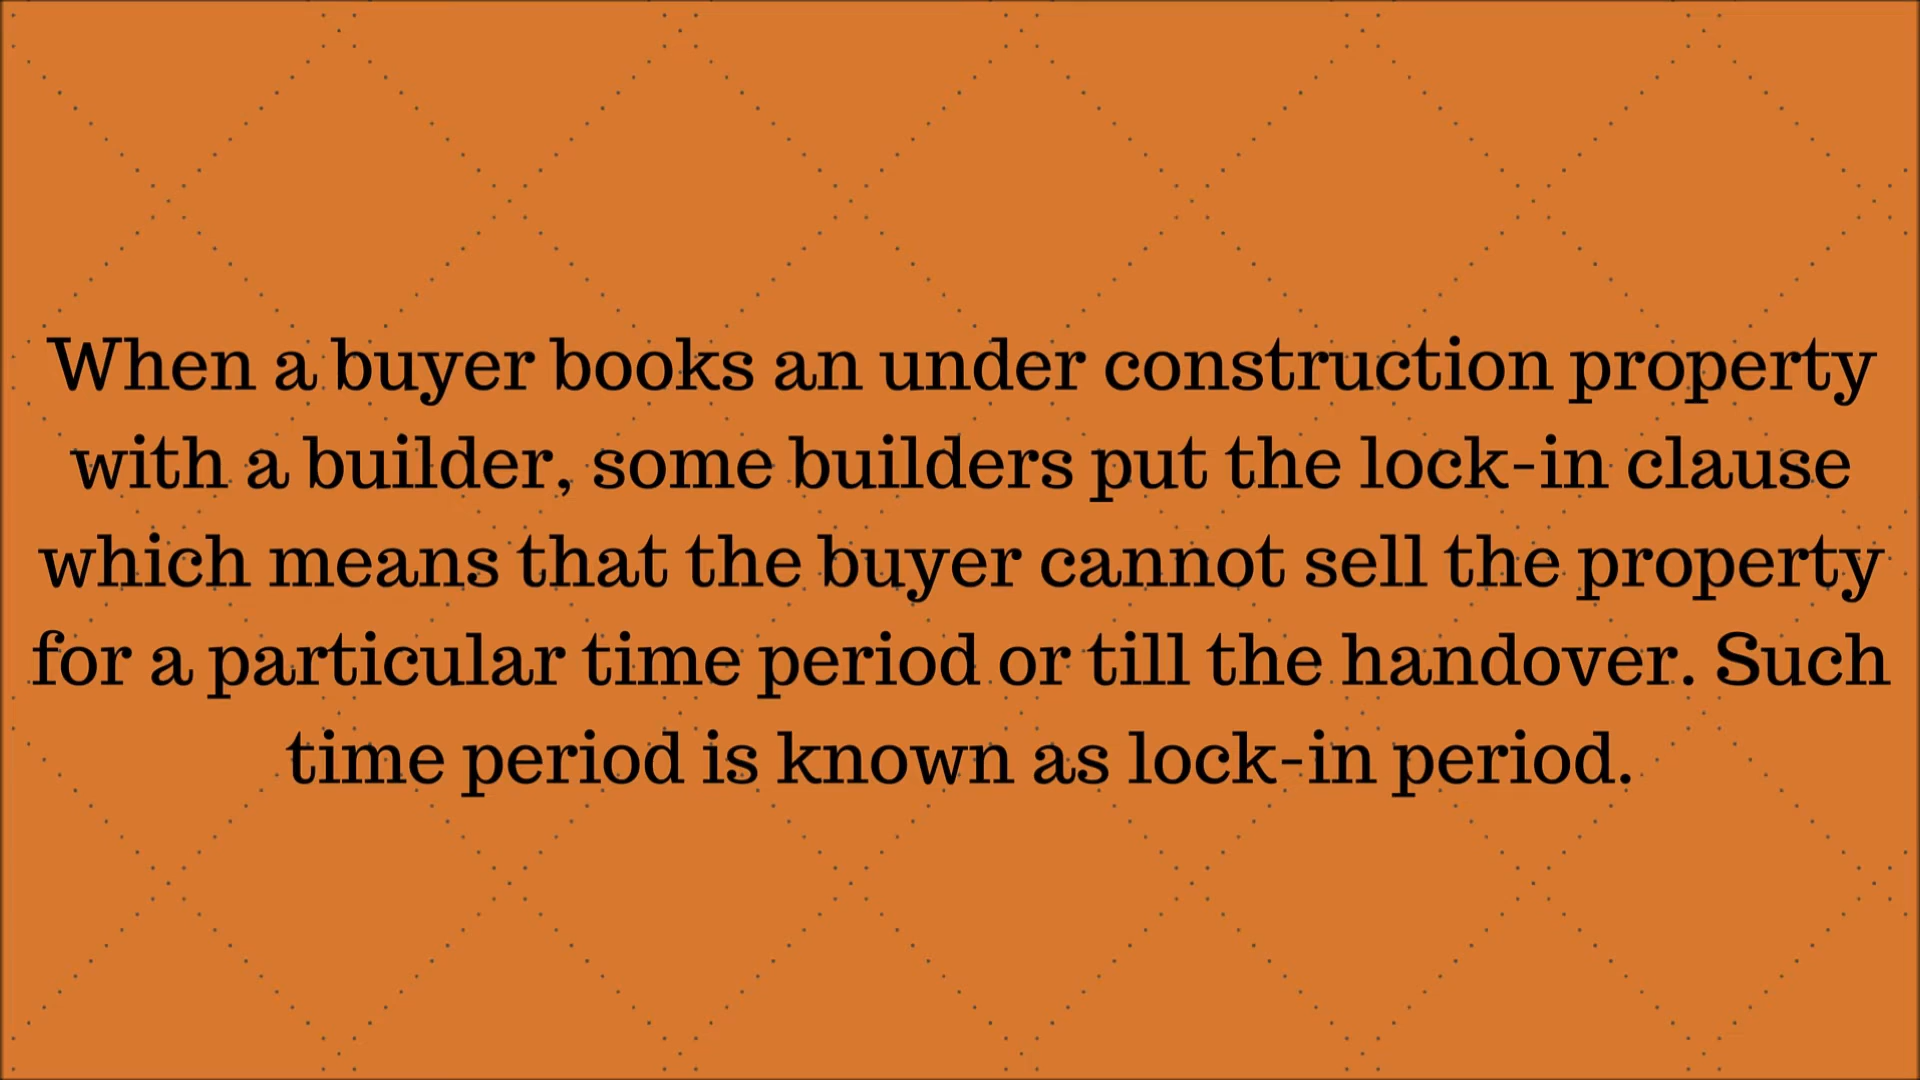 When a buyer books an under construction property
with a builder, some builders put the lock-in clause
which means that the buyer cannot sell the property
for a particular time period or till the handover. Such
time period is known as lock-in period.